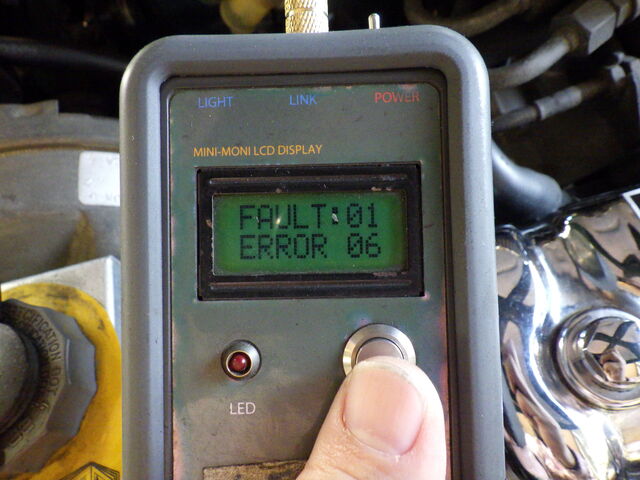 LIGHT LINK POWER
MINI-MONI LCD DISPLAY
FAULT:01
ERROR 06
LED